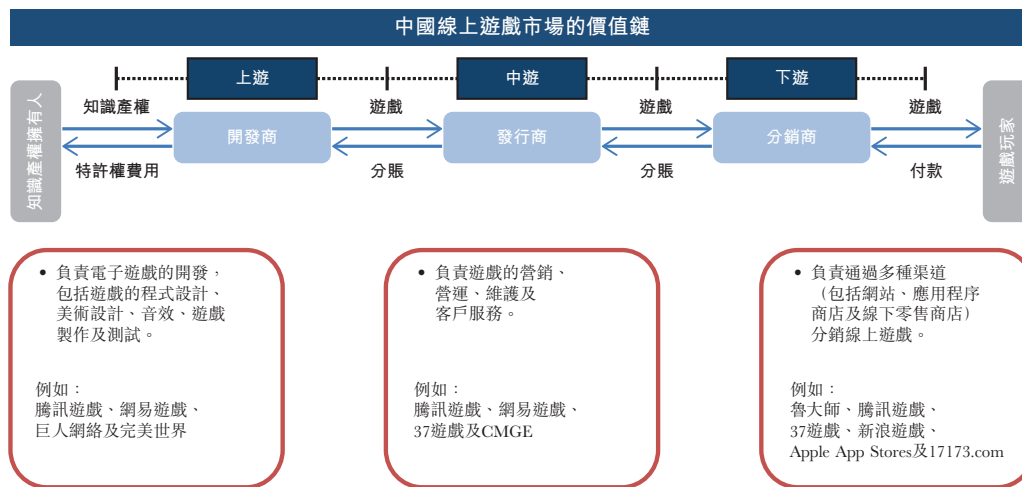 中國線上遊戲市場的價值鏈
上遊
中遊
下遊
知識產權
遊戲
遊戲
遊戲
知識產權擁有人
開發商
發行商
分銷商
遊戲玩家
特許權費用
分賬
分賬
付款
• 負責電子遊戲的開發，
包括遊戲的程式設計、
美術設計、音效、遊戲
製作及測試。
例如：
騰訊遊戲、網易遊戲、
巨人網絡及完美世界
• 負責遊戲的營銷、
營運、維護及
客戶服務。
例如：
騰訊遊戲、網易遊戲、
37遊戲及CMGE
• 負責通過多種渠道
（包括網站、應用程序
商店及線下零售商店）
分銷線上遊戲。
例如：
魯大師、騰訊遊戲、
37遊戲、新浪遊戲、
Apple App Stores及17173.com